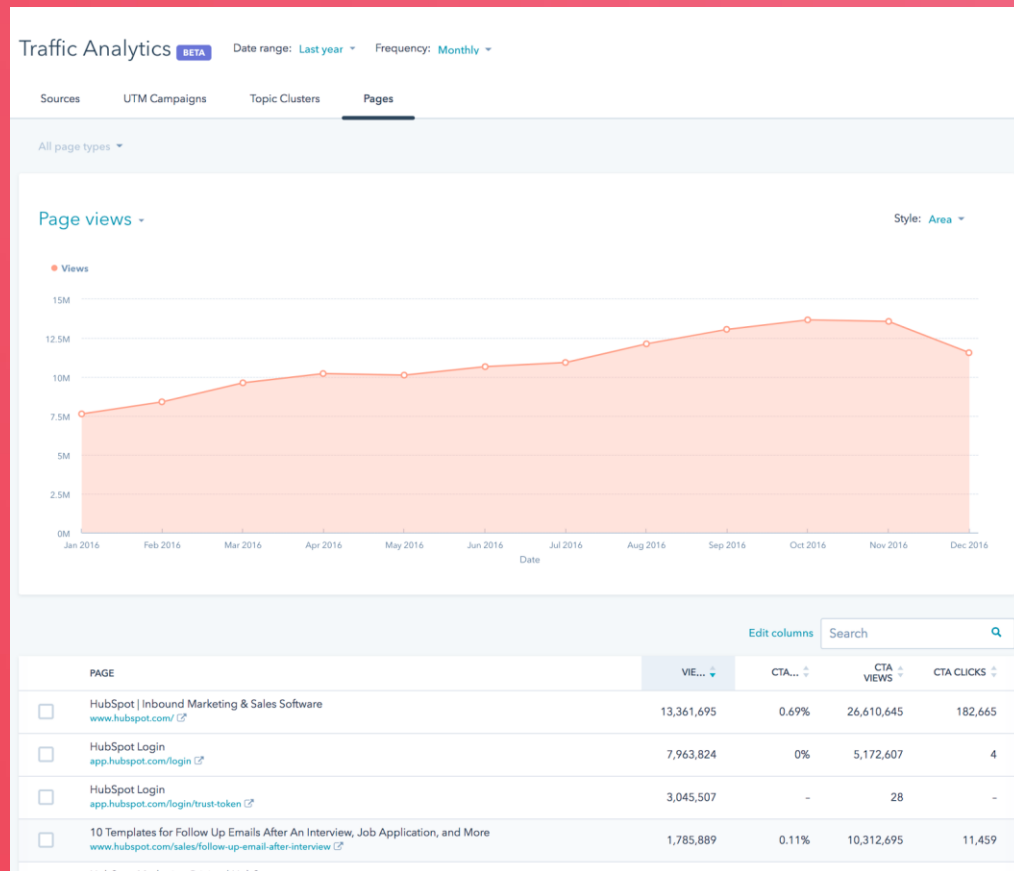 Traffic Analytics BETA Date range: Last year Frequency: Monthly
Sources UTM Campaigns Topic Clusters Pages
All page types
Page views Style: Area
Views
15M
12.5M
10M
7.5M
5M
2.5M
0M
Jan 2016 Feb 2016 Mar 2016 Apr 2016 May 2016 Jun 2016 Jul 2016 Aug 2016 Sep 2016 Oct 2016 Nov 2016 Dec 2016
Date
Edit columns Search
PAGE VIE... CTA... CTA VIEWS CTA CLICKS
HubSpot | Inbound Marketing & Sales Software
www.hubspot.com/
13,361,695 0.69% 26,610,645 182,665
HubSpot Login
app.hubspot.com/login
7,963,824 0% 5,172,607 4
HubSpot Login
app.hubspot.com/login/trust-token
3,045,507 - 28 -
10 Templates for Follow Up Emails After An Interview, Job Application, and More
www.hubspot.com/sales/follow-up-email-after-interview
1,785,889 0.11% 10,312,695 11,459